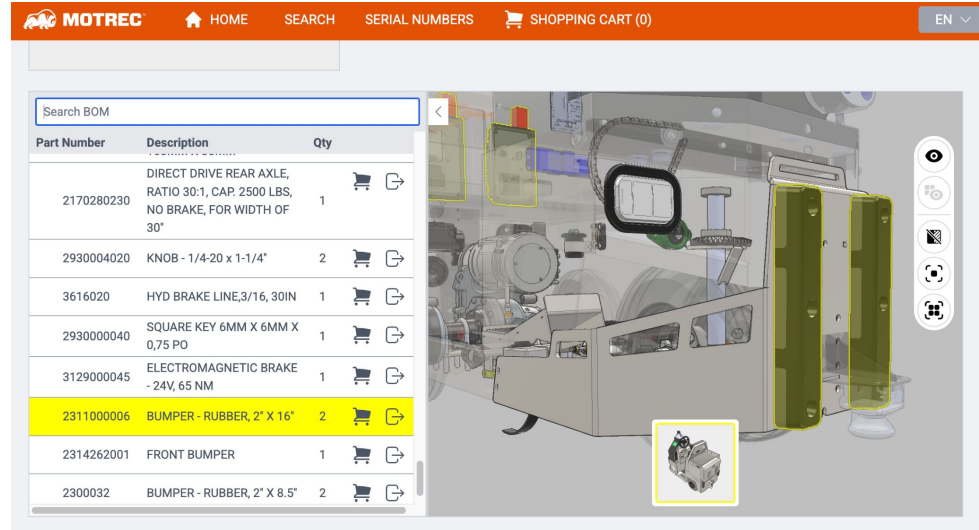 MOTREC
HOME
SEARCH
SERIAL NUMBERS
SHOPPING CART (0)
EN
Search BOM
Part Number
Description
Qty
2170280230
DIRECT DRIVE REAR AXLE,
RATIO 30:1, CAP. 2500 LBS,
NO BRAKE, FOR WIDTH OF
30"
1
2930004020
KNOB - 1/4-20 x 1-1/4"
2
3616020
HYD BRAKE LINE,3/16, 30IN
1
2930000040
SQUARE KEY 6MM X 6MM X
0,75 PO
1
3129000045
ELECTROMAGNETIC BRAKE
- 24V, 65 NM
1
2311000006
BUMPER - RUBBER, 2" X 16"
2
2314262001
FRONT BUMPER
1
2300032
BUMPER - RUBBER, 2" X 8.5"
2